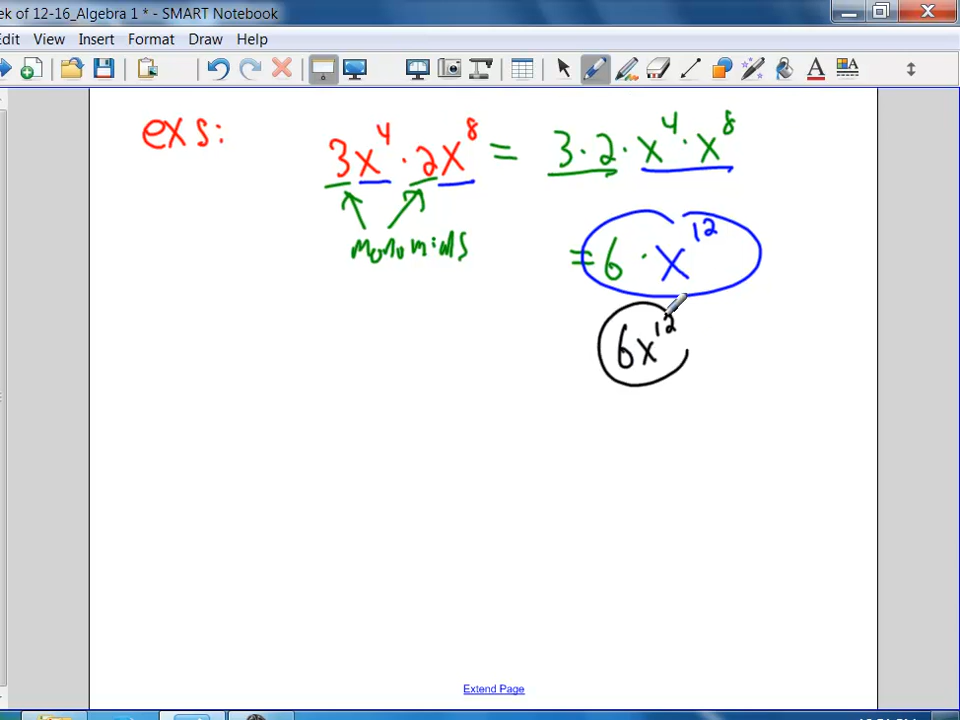 ek of 12-16_Algebra 1 * - SMART Notebook
Edit View Insert Format Draw Help
exs: 3x⁴ · 2x⁸ = 3 · 2 · x⁴ · x⁸
monomials
= 6 · x¹²
6x¹²
Extend Page